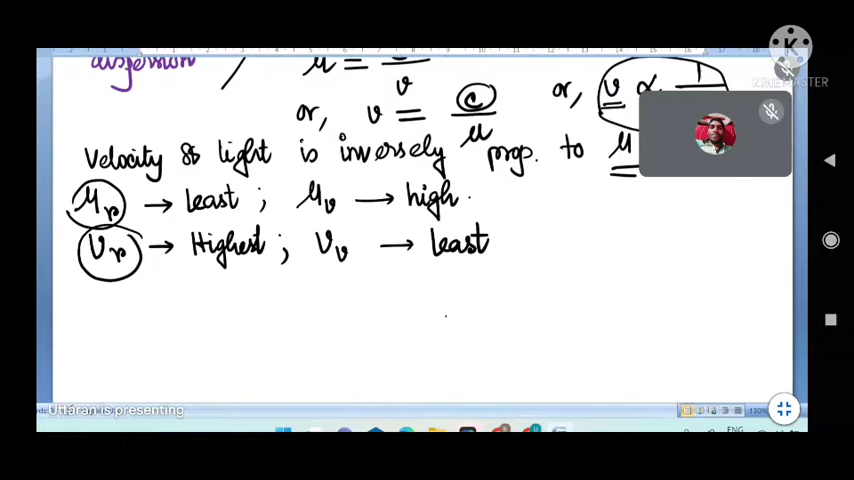 dispersion
μ =
v
or, v = c
μ
or, v ∝ 1
Velocity of light is inversely prop. to μ
μr → least ; μv → high.
vr → Highest ; vv → least
KINEMASTER
Uttaran is presenting
130%
ENG